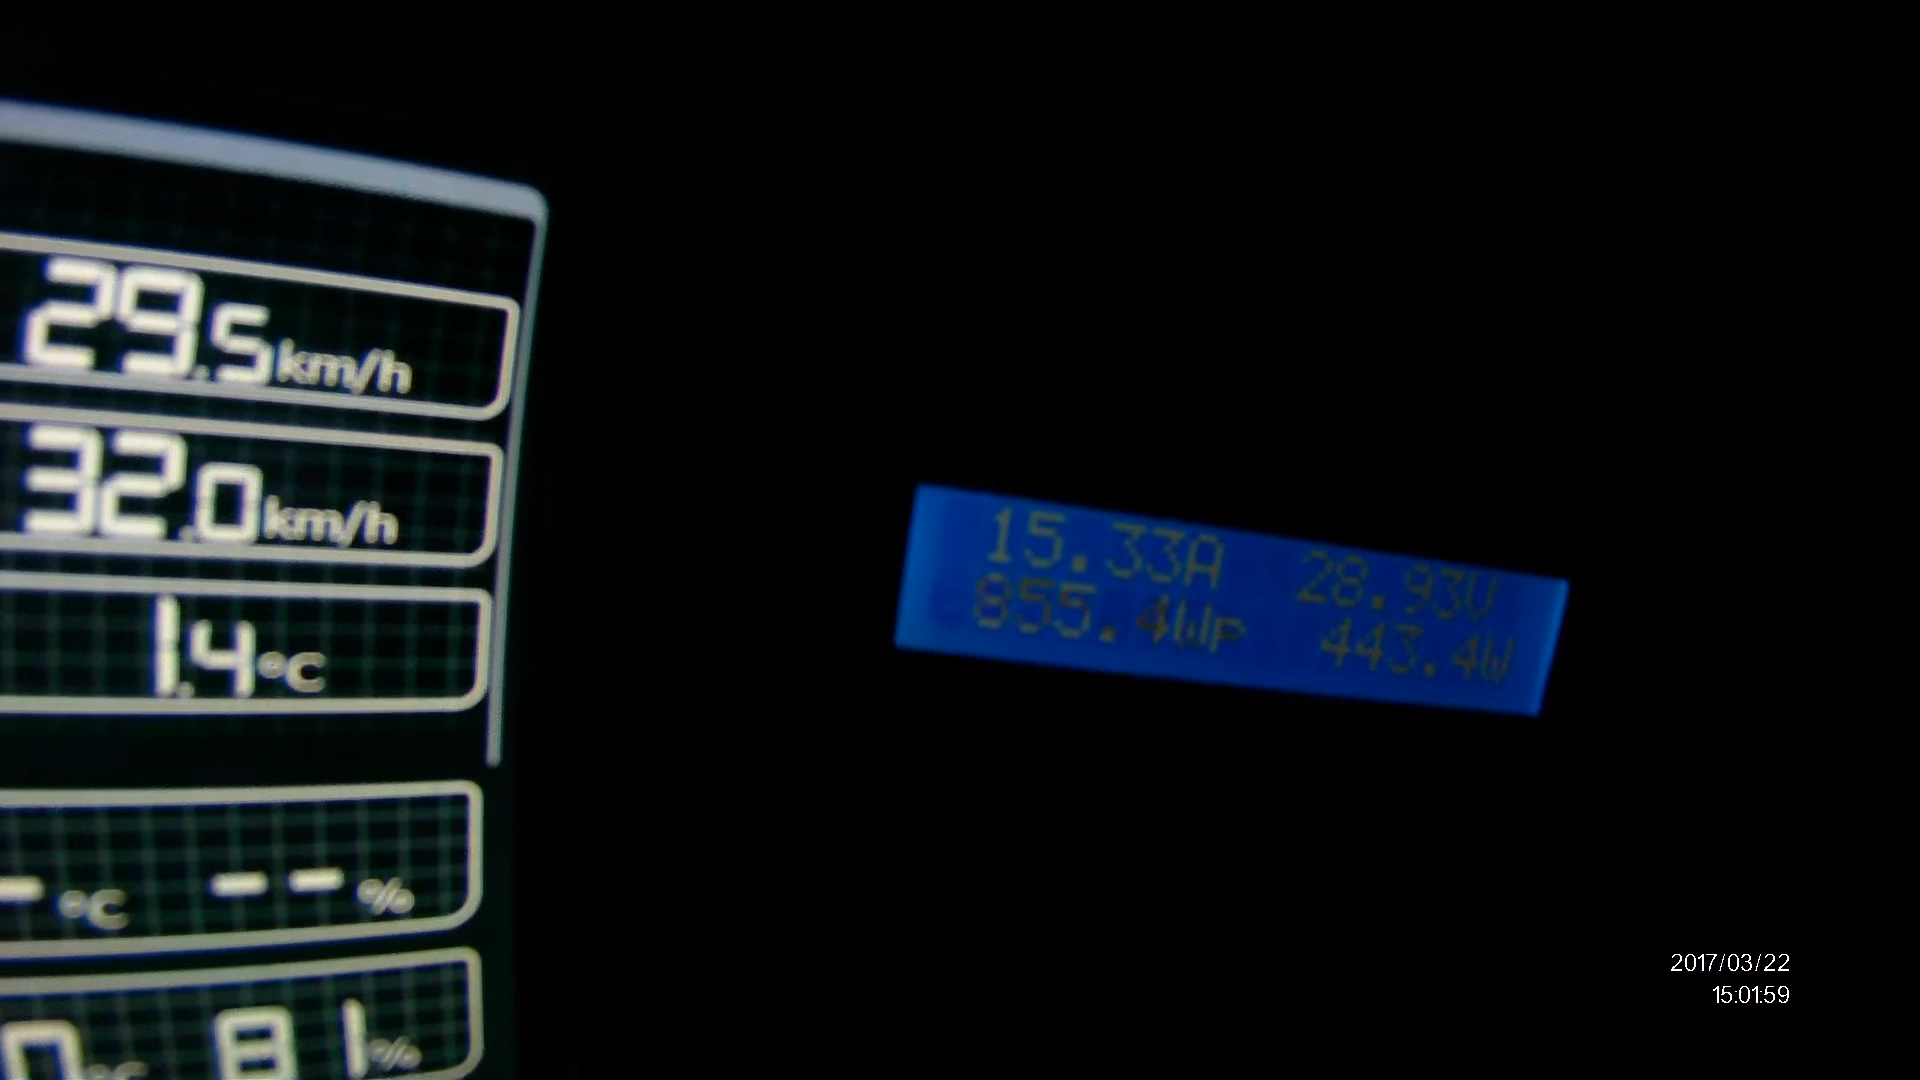 29.5km/h
32.0km/h
1.4°C
-°C --%
81%
15.33A 28.93V
855.4Wp 443.4W
2017/03/22
15:01:59